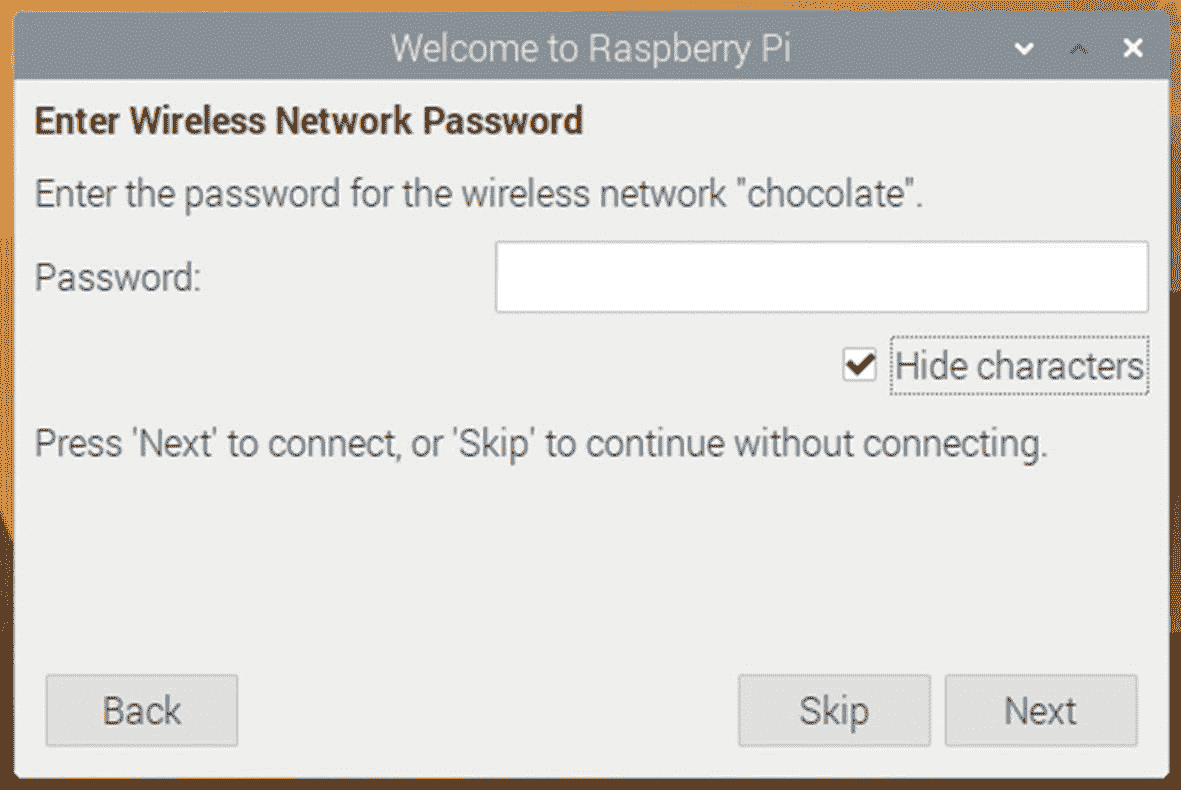 Welcome to Raspberry Pi
Enter Wireless Network Password
Enter the password for the wireless network "chocolate".
Password:
Hide characters
Press 'Next' to connect, or 'Skip' to continue without connecting.
Back Skip Next